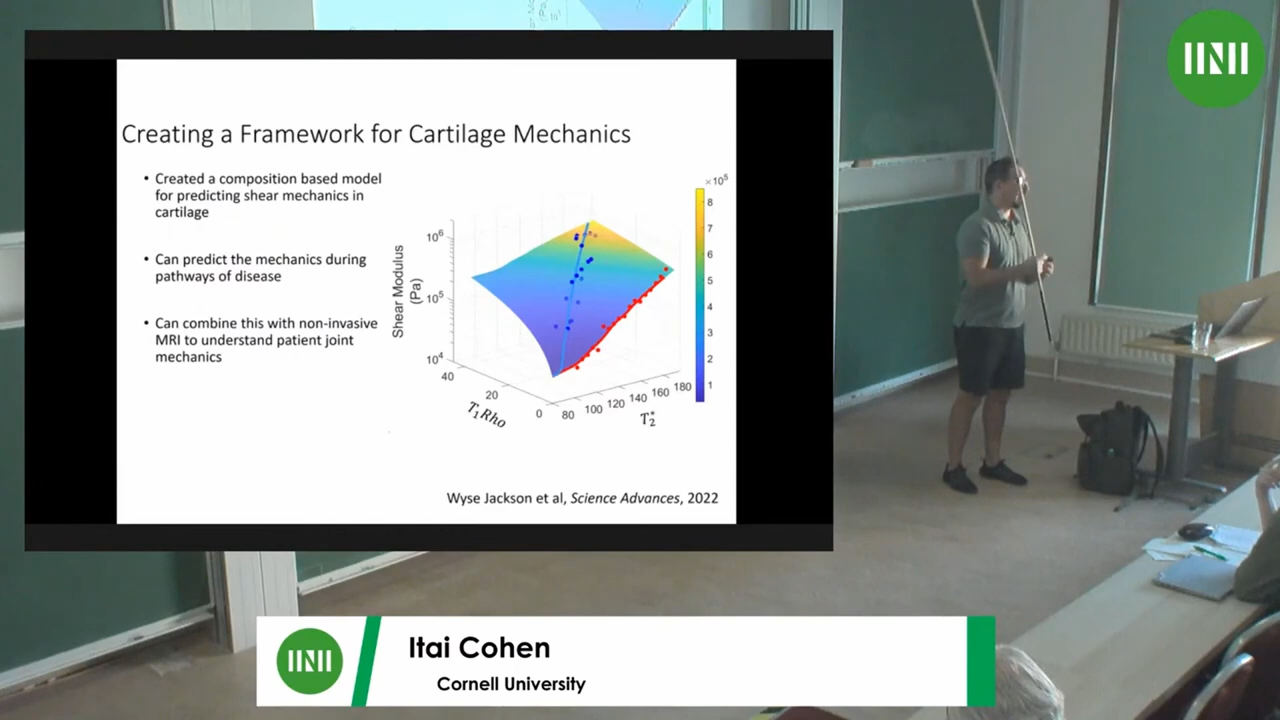 Creating a Framework for Cartilage Mechanics
• Created a composition based model
for predicting shear mechanics in
cartilage
• Can predict the mechanics during
pathways of disease
• Can combine this with non-invasive
MRI to understand patient joint
mechanics
Shear Modulus
(Pa)
10⁶
10⁵
10⁴
40
20
0
T₁Rho
80 100 120 140 160 180
T₂*
×10⁵
8
7
6
5
4
3
2
1
Wyse Jackson et al, Science Advances, 2022
Itai Cohen
Cornell University